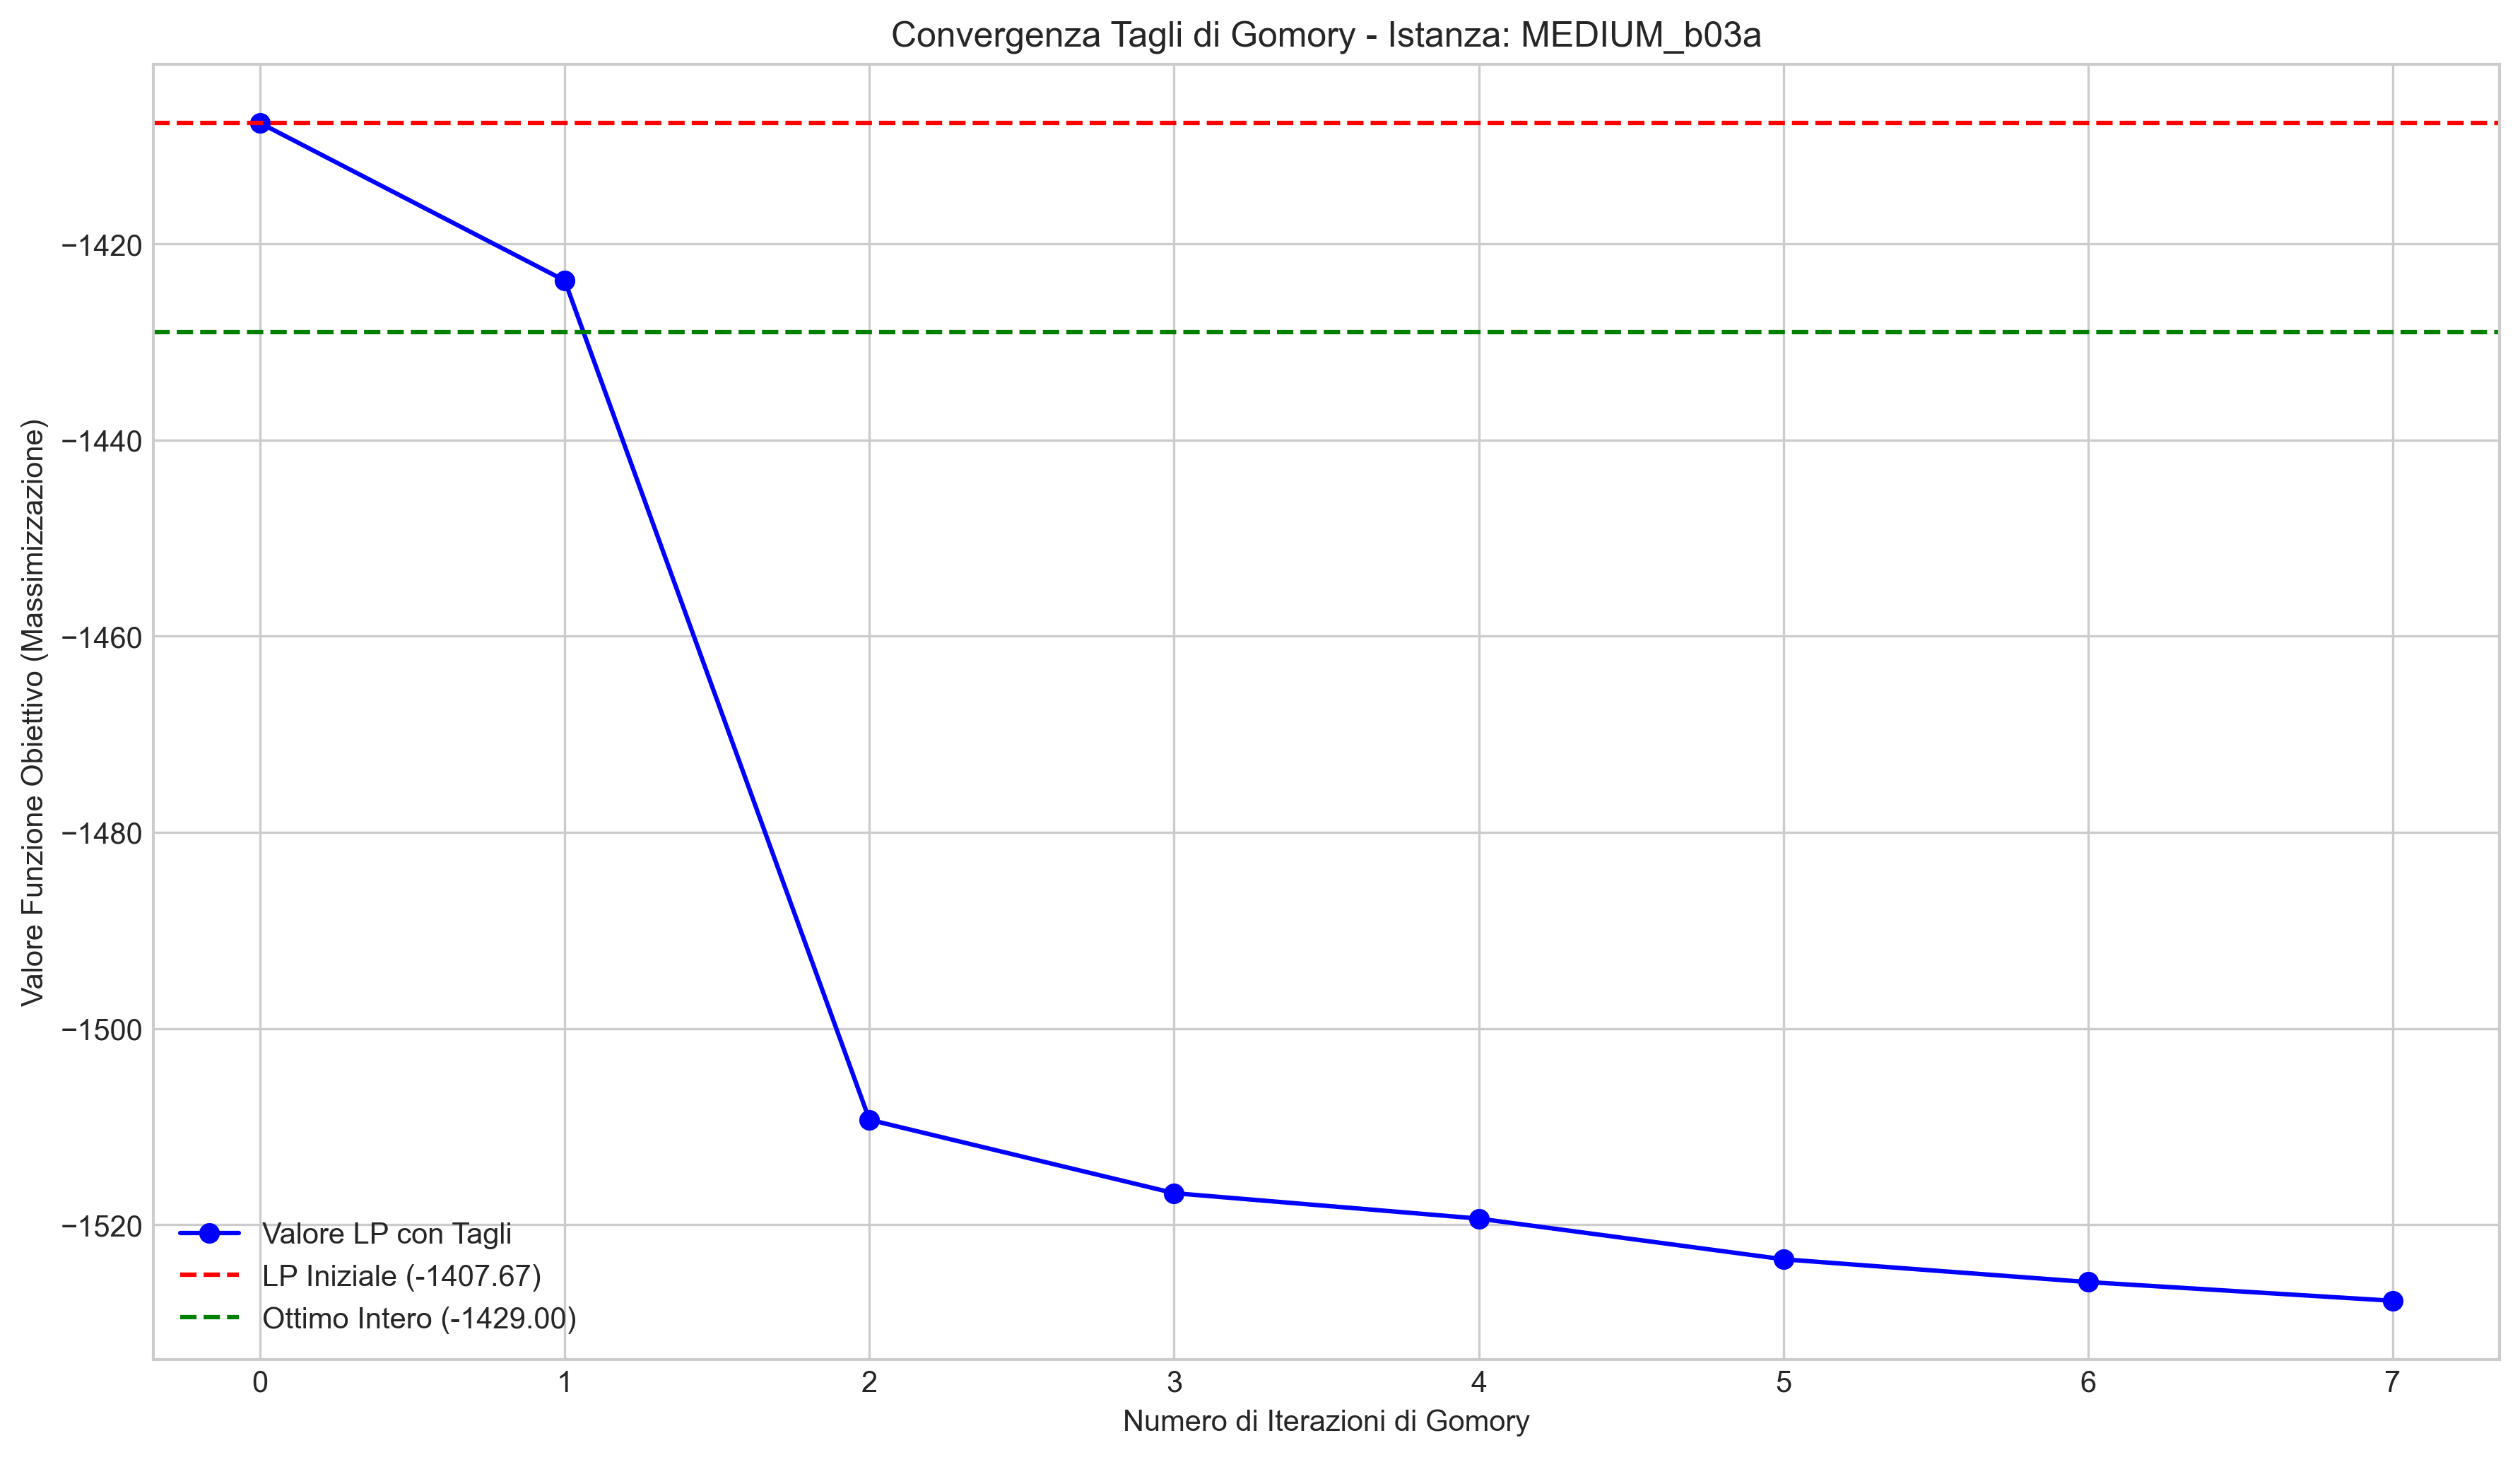 Convergenza Tagli di Gomory - Istanza: MEDIUM_b03a
Valore Funzione Obiettivo (Massimizzazione)
−1420
−1440
−1460
−1480
−1500
−1520
Valore LP con Tagli
LP Iniziale (-1407.67)
Ottimo Intero (-1429.00)
0 1 2 3 4 5 6 7
Numero di Iterazioni di Gomory